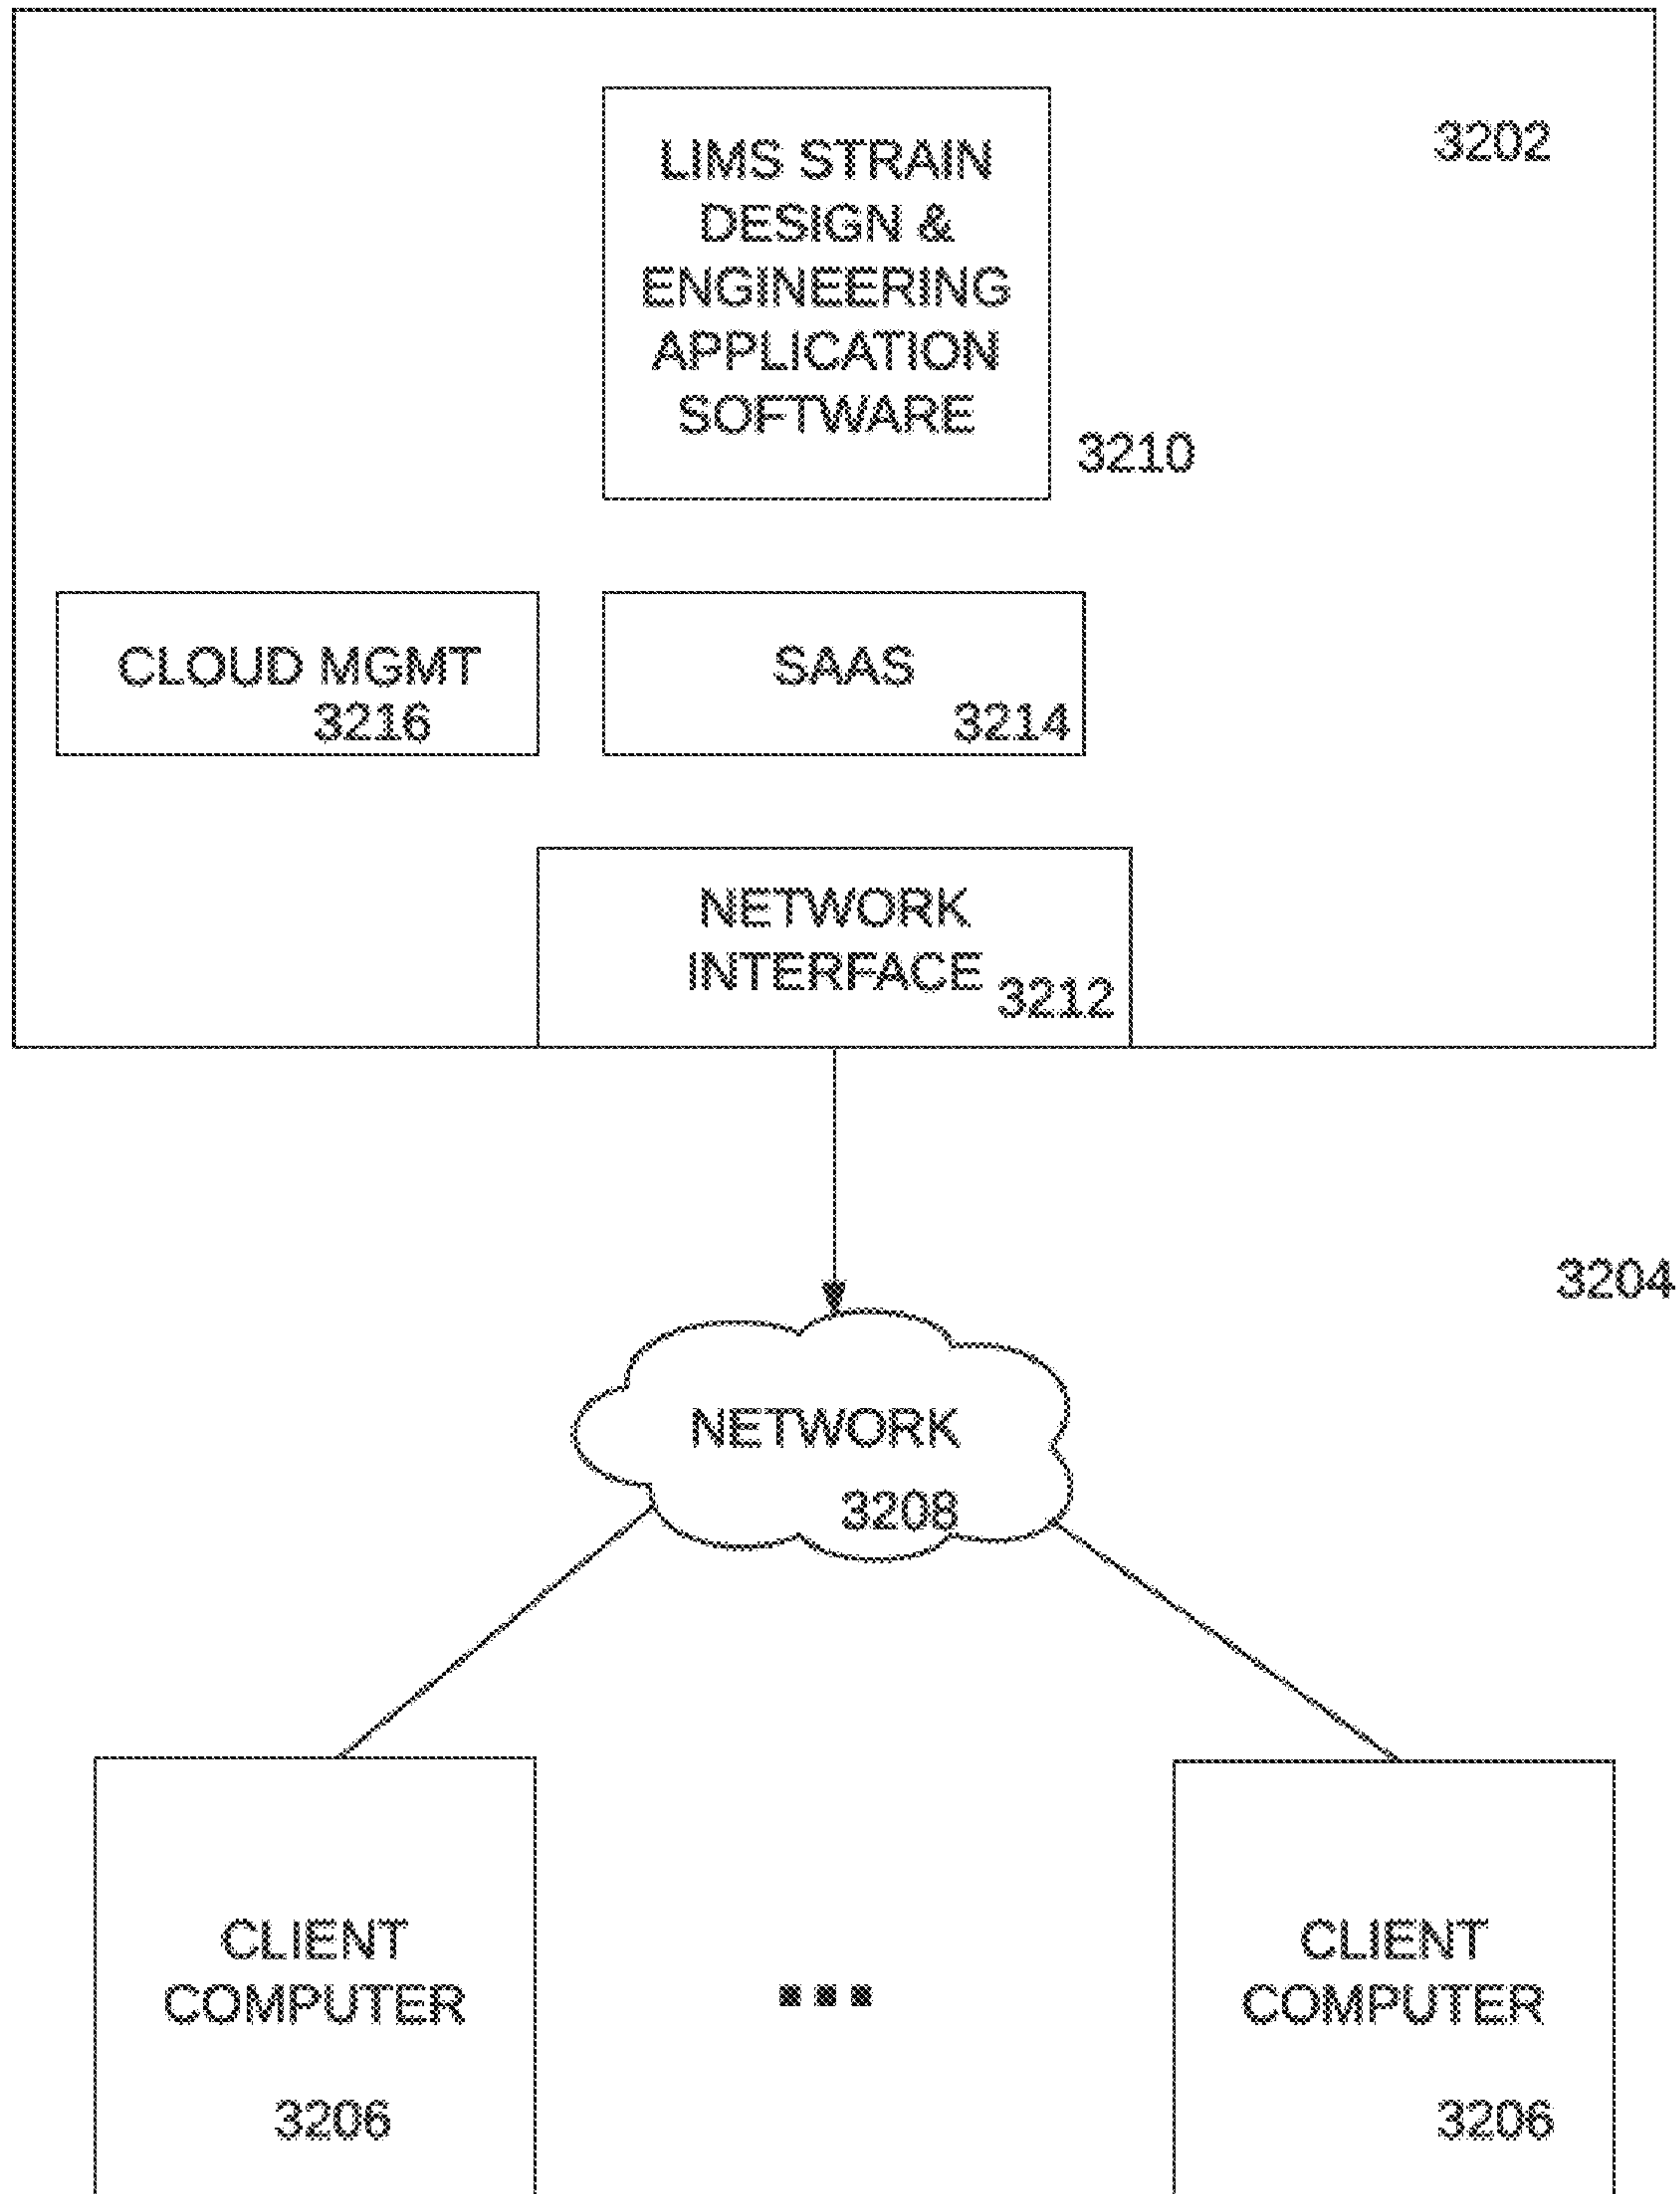 3202
LIMS STRAIN
DESIGN &
ENGINEERING
APPLICATION
SOFTWARE
3210
CLOUD MGMT
3216
SAAS
3214
NETWORK
INTERFACE
3212
3204
NETWORK
3208
CLIENT
COMPUTER
3206
CLIENT
COMPUTER
3206